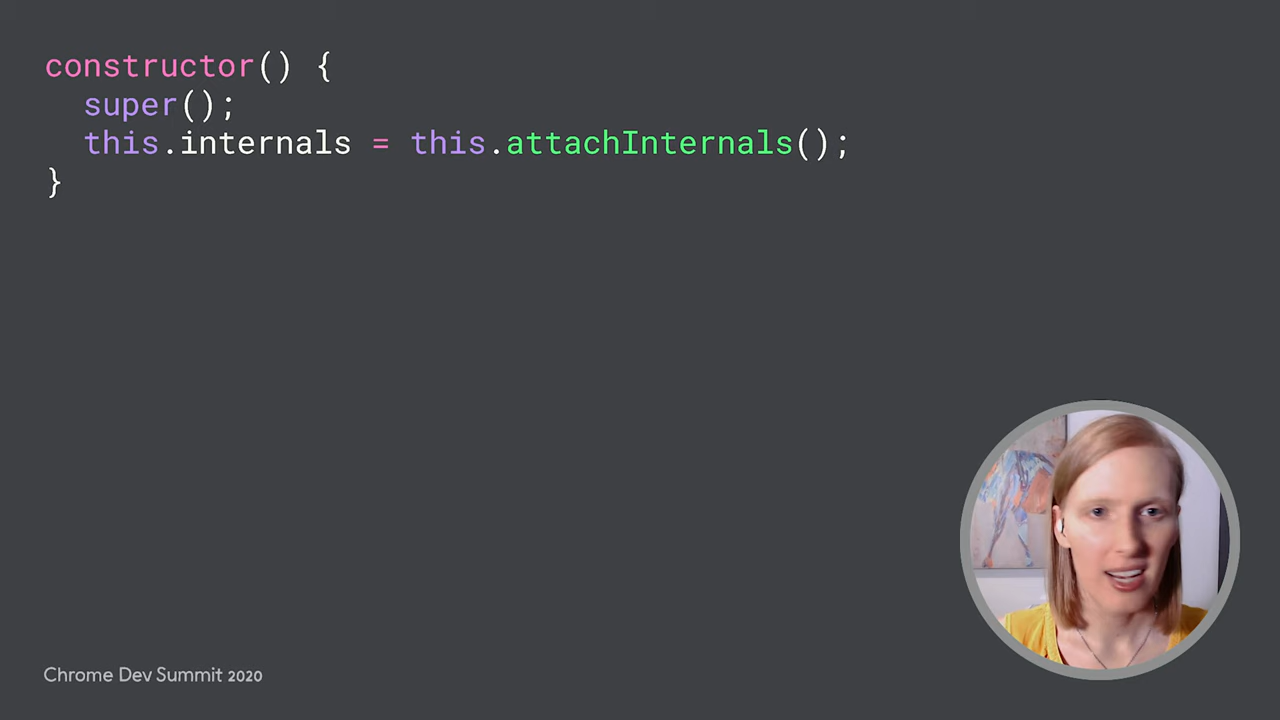 constructor() {
  super();
  this.internals = this.attachInternals();
}
Chrome Dev Summit 2020